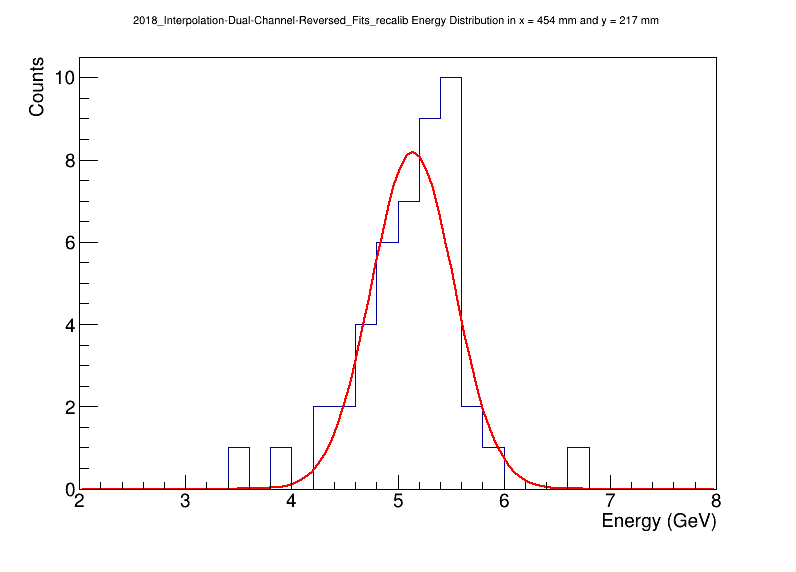 2018_Interpolation-Dual-Channel-Reversed_Fits_recalib Energy Distribution in x = 454 mm and y = 217 mm
Counts
10
8
6
4
2
0
2 3 4 5 6 7 8
Energy (GeV)